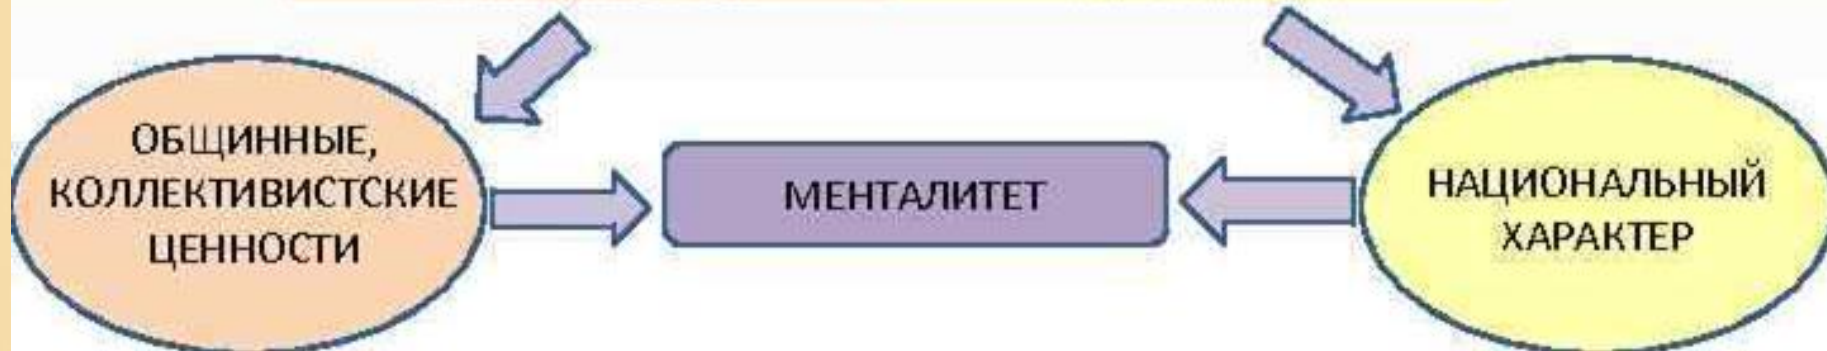 ОБЩИННЫЕ,
КОЛЛЕКТИВИСТСКИЕ
ЦЕННОСТИ
МЕНТАЛИТЕТ
НАЦИОНАЛЬНЫЙ
ХАРАКТЕР